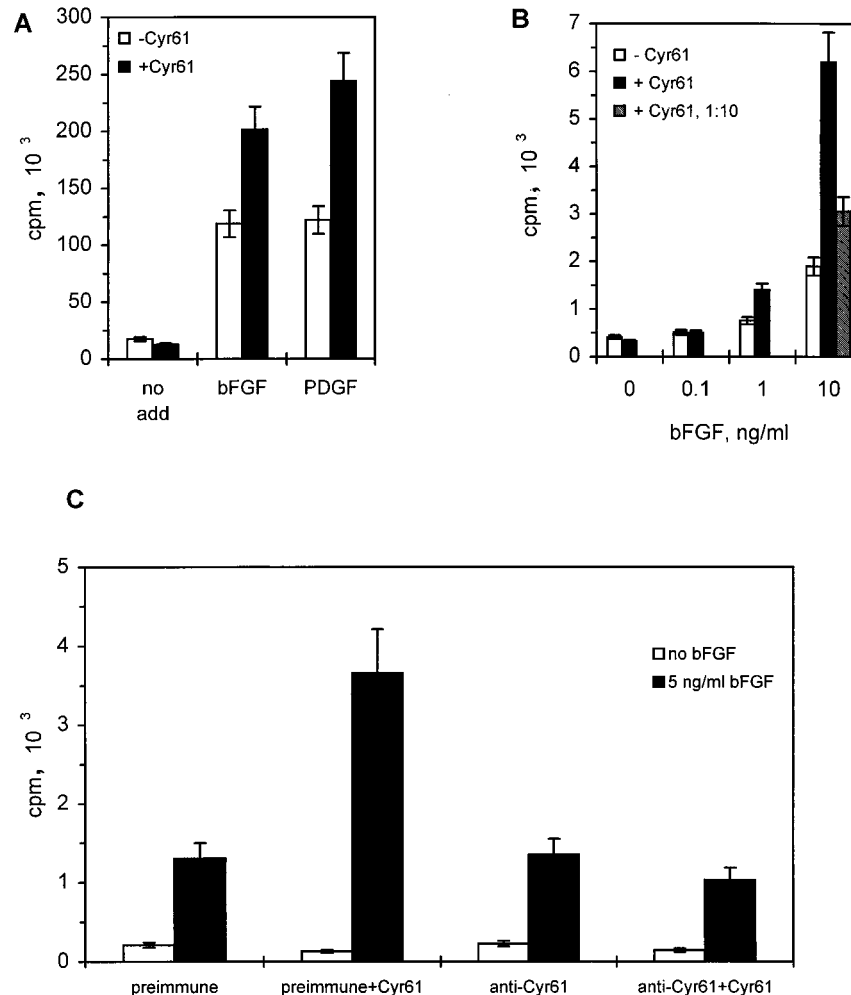 A
300
250
200
150
100
50
0
cpm, 10 3
-Cyr61
+Cyr61
no add
bFGF
PDGF
B
7
6
5
4
3
2
1
0
cpm, 10 3
- Cyr61
+ Cyr61
+ Cyr61, 1:10
0 0.1 1 10
bFGF, ng/ml
C
5
4
3
2
1
0
cpm, 10 3
no bFGF
5 ng/ml bFGF
preimmune preimmune+Cyr61 anti-Cyr61 anti-Cyr61+Cyr61